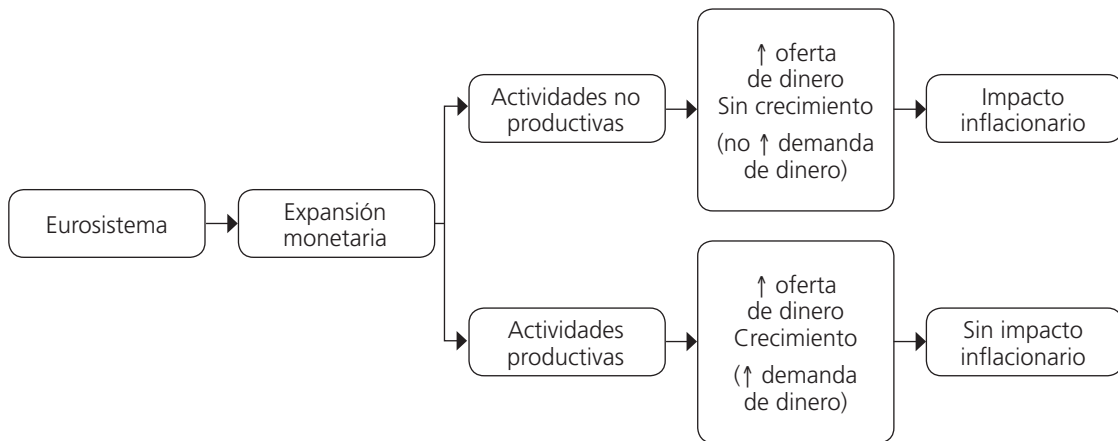 Eurosistema
Expansión
monetaria
Actividades no
productivas
↑ oferta
de dinero
Sin crecimiento
(no ↑ demanda
de dinero)
Impacto
inflacionario
Actividades
productivas
↑ oferta
de dinero
Crecimiento
(↑ demanda
de dinero)
Sin impacto
inflacionario